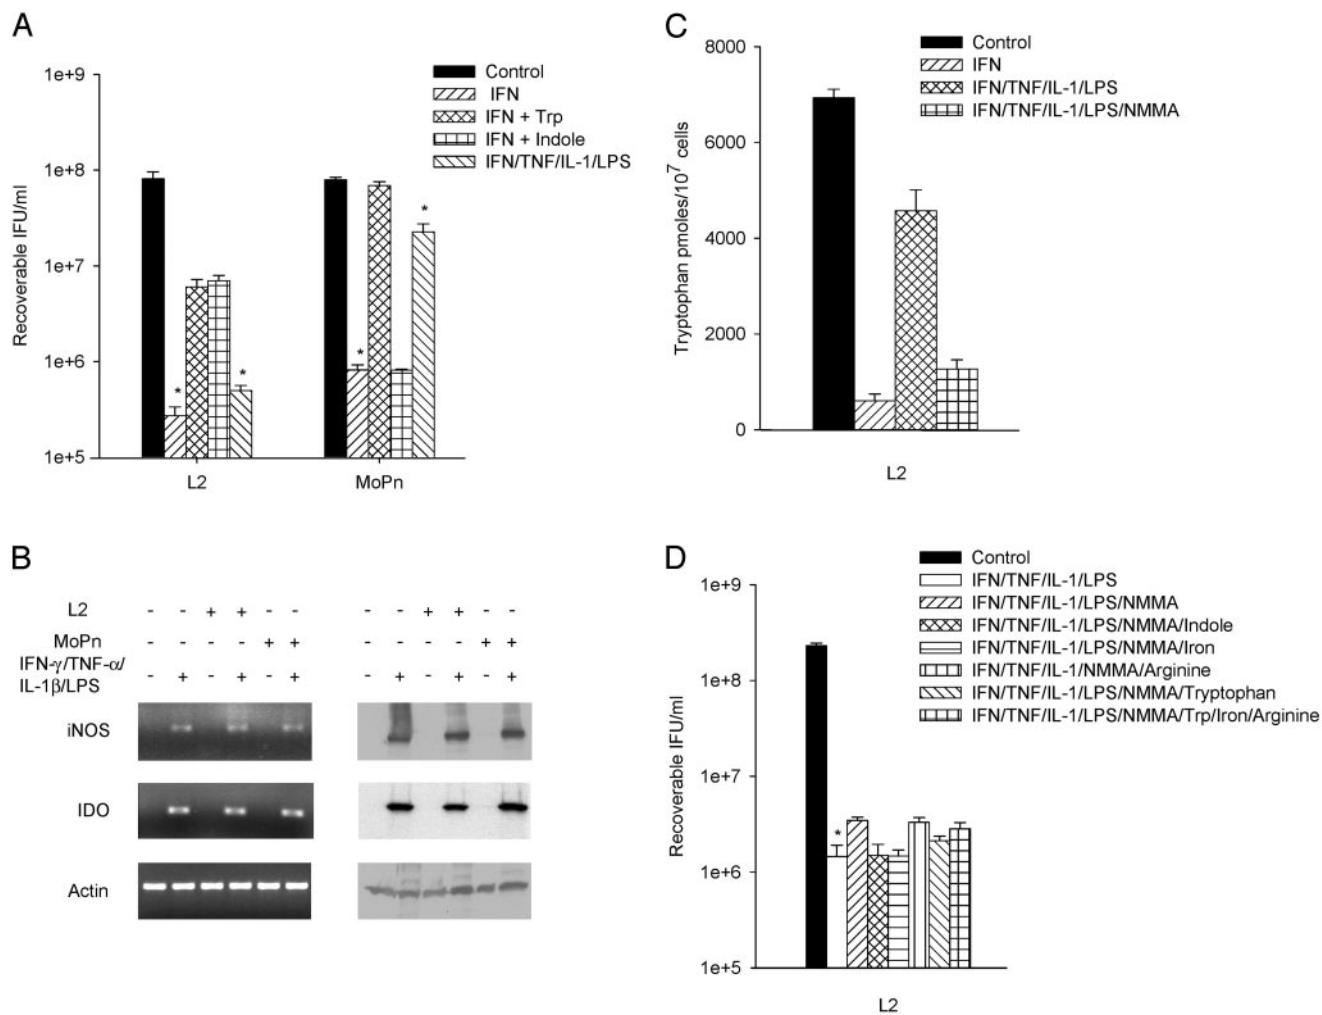 A
1e+9
1e+8
1e+7
1e+6
1e+5
Recoverable IFU/ml
Control
IFN
IFN + Trp
IFN + Indole
IFN/TNF/IL-1/LPS
* * * *
L2 MoPn
C
8000
6000
4000
2000
0
Tryptophan pmoles/10^7 cells
Control
IFN
IFN/TNF/IL-1/LPS
IFN/TNF/IL-1/LPS/NMMA
L2
B
L2 - - + + - - - - + + - -
MoPn - - - - + + - - - - + +
IFN-γ/TNF-α/
IL-1β/LPS - + - + - + - + - + - +
iNOS
IDO
Actin
D
1e+9
1e+8
1e+7
1e+6
1e+5
Recoverable IFU/ml
Control
IFN/TNF/IL-1/LPS
IFN/TNF/IL-1/LPS/NMMA
IFN/TNF/IL-1/LPS/NMMA/Indole
IFN/TNF/IL-1/LPS/NMMA/Iron
IFN/TNF/IL-1/NMMA/Arginine
IFN/TNF/IL-1/LPS/NMMA/Tryptophan
IFN/TNF/IL-1/LPS/NMMA/Trp/Iron/Arginine
*
L2